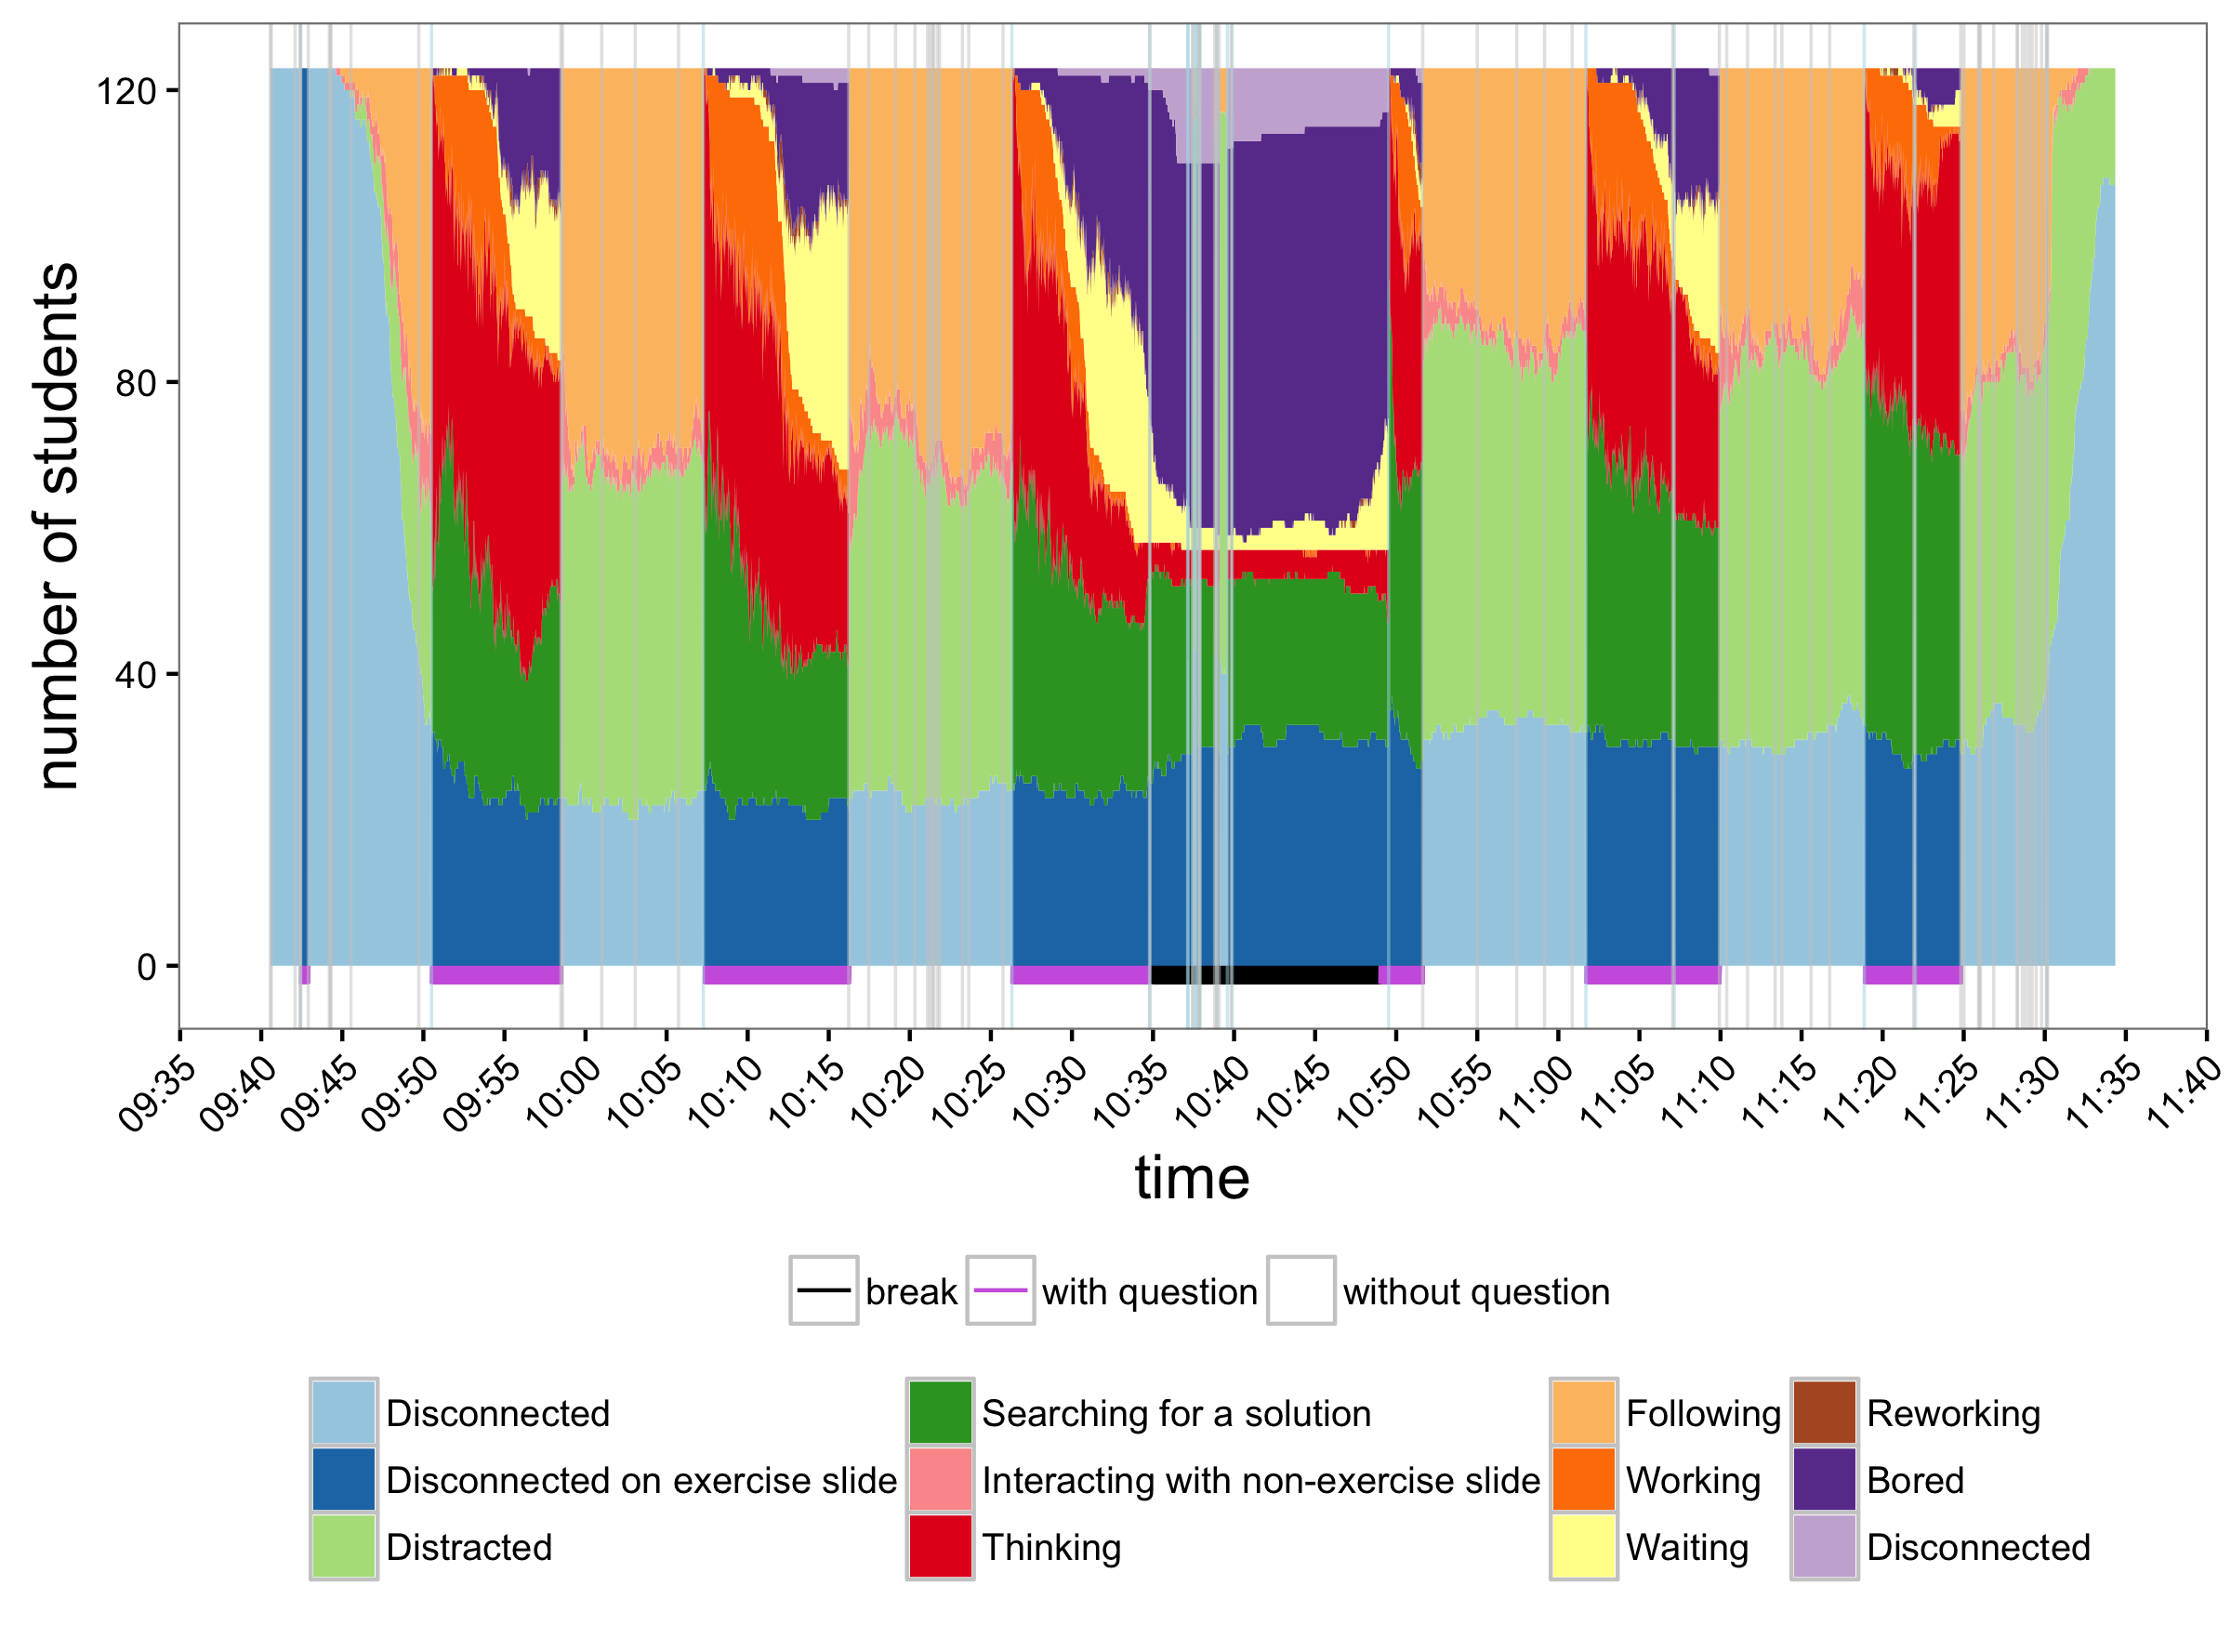 number of students
120
80
40
0
09:35 09:40 09:45 09:50 09:55 10:00 10:05 10:10 10:15 10:20 10:25 10:30 10:35 10:40 10:45 10:50 10:55 11:00 11:05 11:10 11:15 11:20 11:25 11:30 11:35 11:40
time
break with question without question
Disconnected Searching for a solution Following Reworking
Disconnected on exercise slide Interacting with non-exercise slide Working Bored
Distracted Thinking Waiting Disconnected